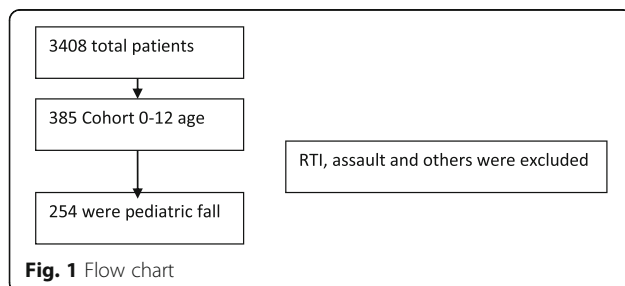 3408 total patients
385 Cohort 0-12 age
RTI, assault and others were excluded
254 were pediatric fall
Fig. 1 Flow chart